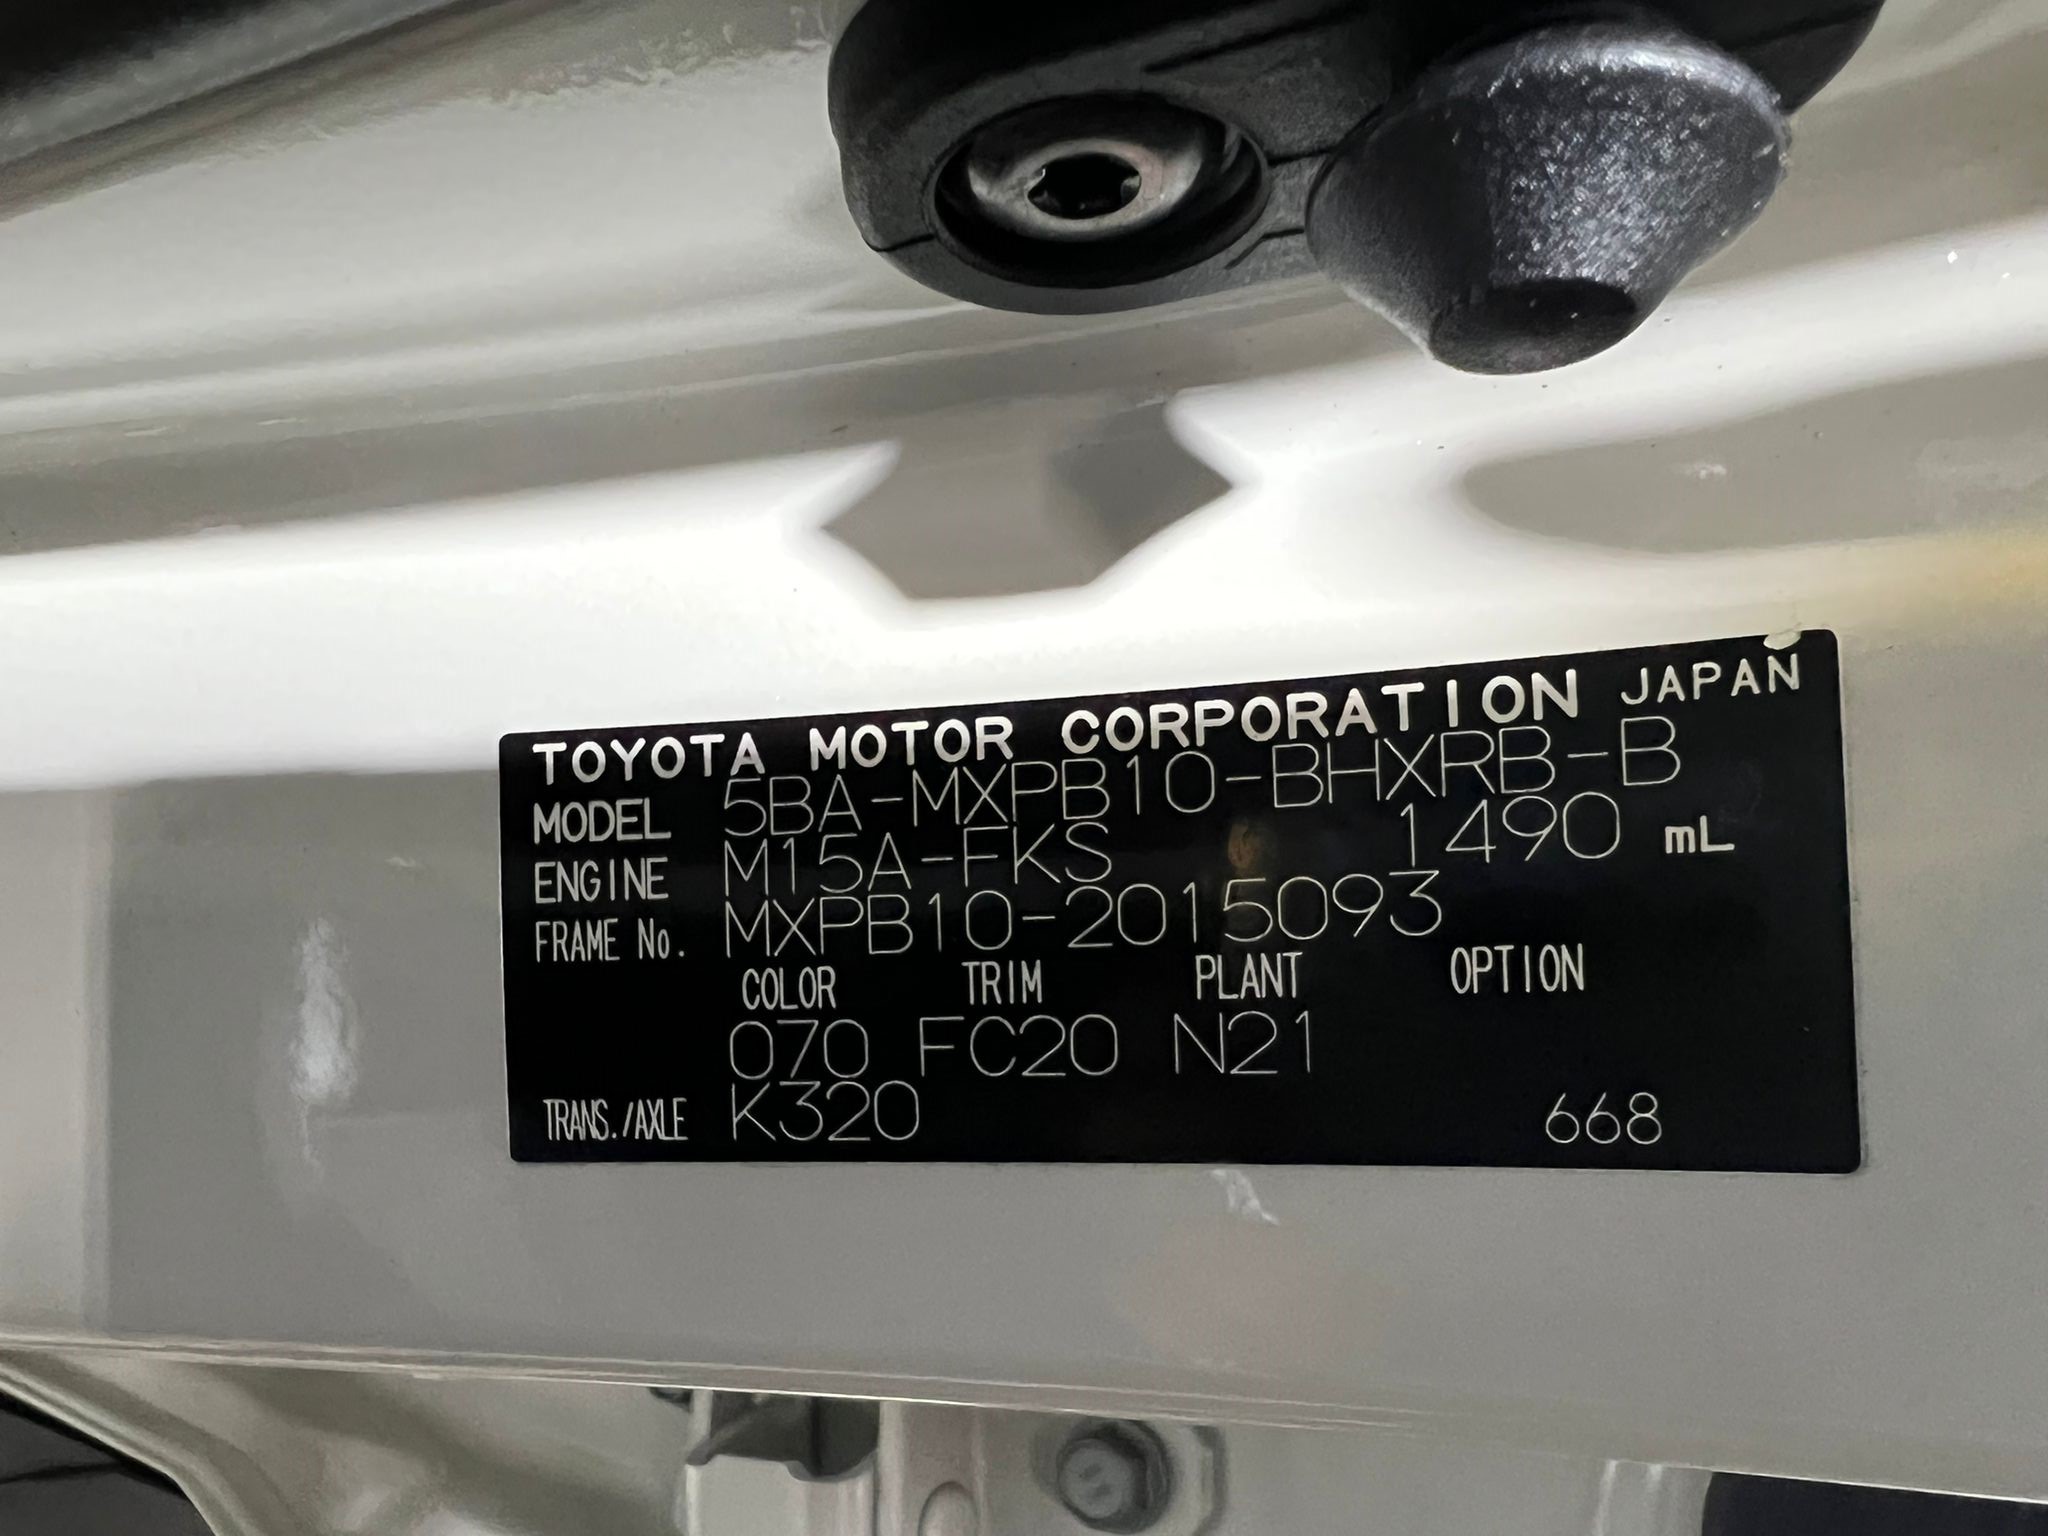 TOYOTA MOTOR CORPORATION JAPAN
MODEL 5BA-MXPB10-BHXRB-B
ENGINE M15A-FKS 1490 mL
FRAME No. MXPB10-2015093
COLOR TRIM PLANT OPTION
070 FC20 N21
TRANS./AXLE K320 668